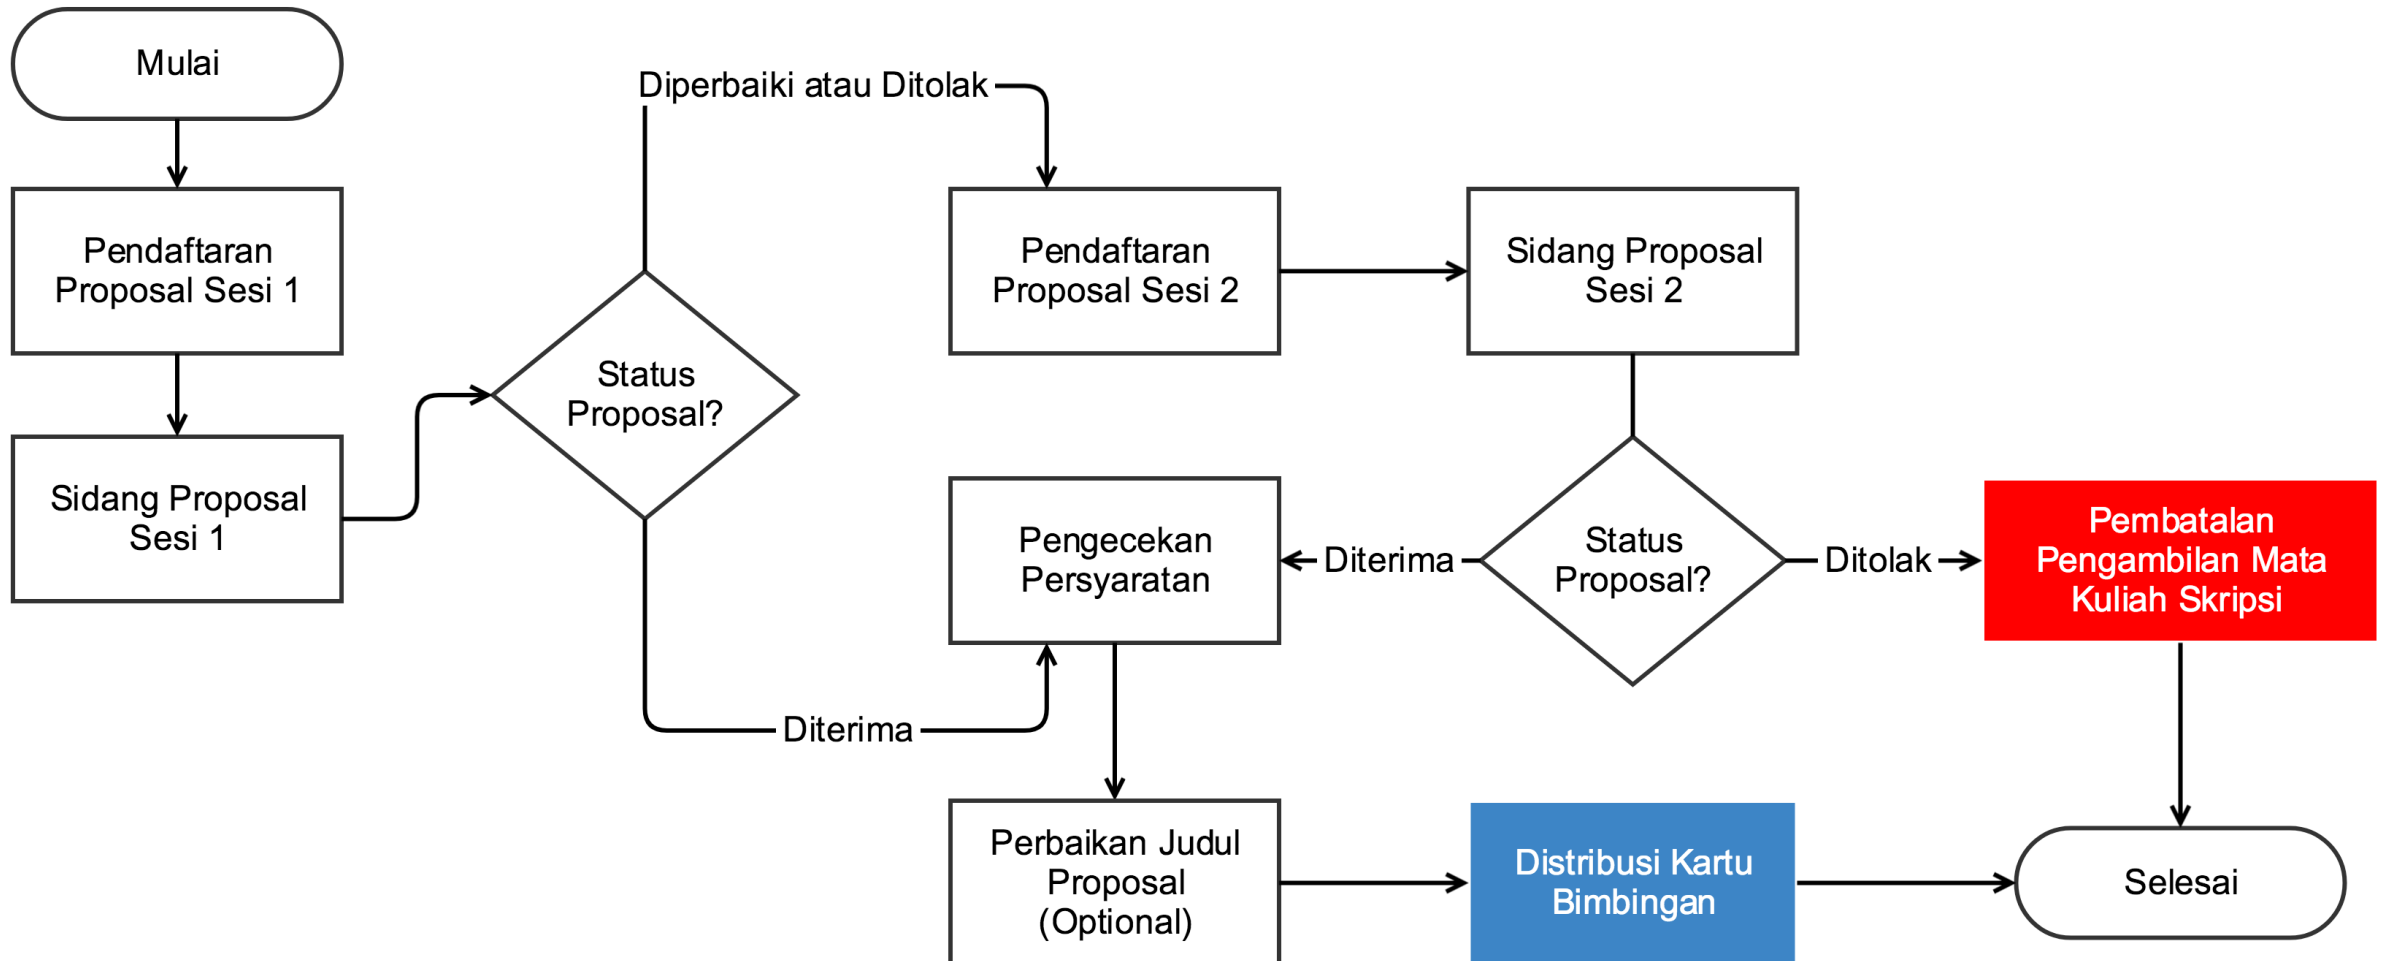 Mulai
Pendaftaran
Proposal Sesi 1
Sidang Proposal
Sesi 1
Status
Proposal?
Diperbaiki atau Ditolak
Diterima
Pendaftaran
Proposal Sesi 2
Sidang Proposal
Sesi 2
Status
Proposal?
Diterima
Ditolak
Pengecekan
Persyaratan
Pembatalan
Pengambilan Mata
Kuliah Skripsi
Perbaikan Judul
Proposal
(Optional)
Distribusi Kartu
Bimbingan
Selesai